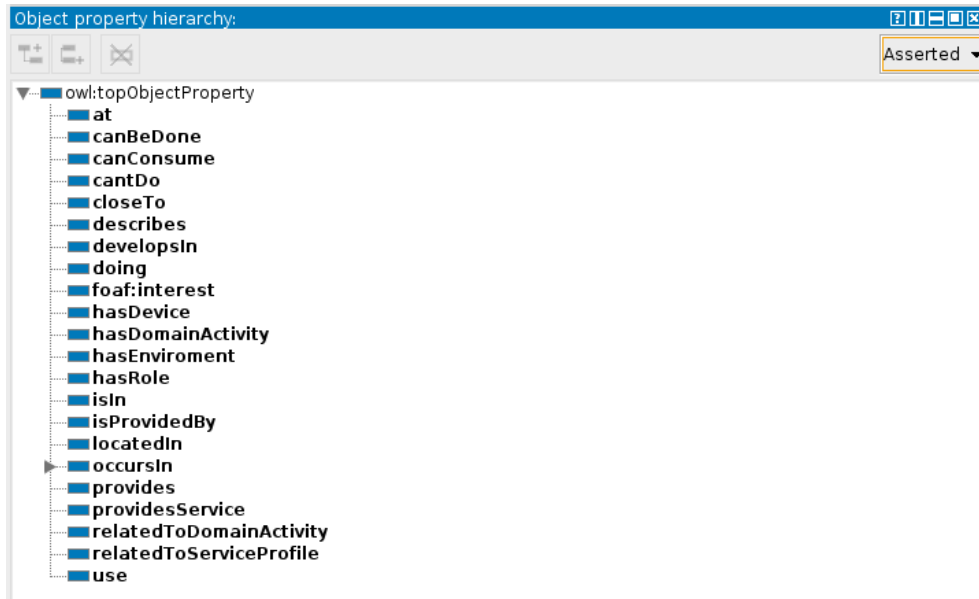 Object property hierarchy:
Asserted
owl:topObjectProperty
at
canBeDone
canConsume
cantDo
closeTo
describes
developsIn
doing
foaf:interest
hasDevice
hasDomainActivity
hasEnviroment
hasRole
isIn
isProvidedBy
locatedIn
occursIn
provides
providesService
relatedToDomainActivity
relatedToServiceProfile
use